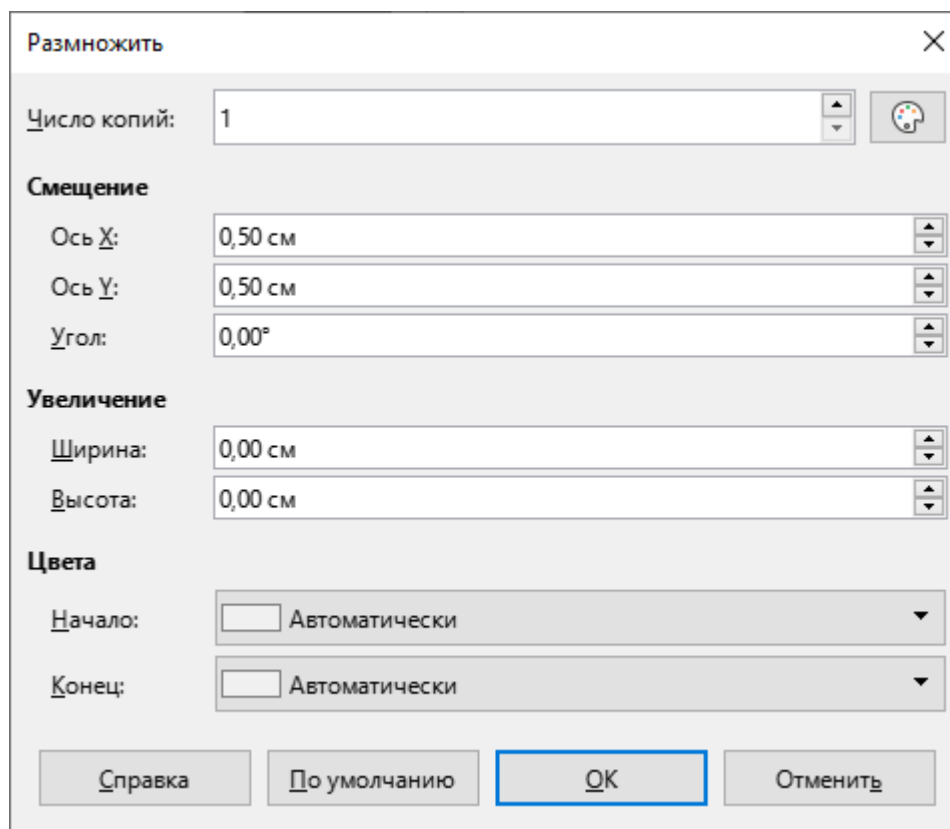 Размножить
Число копий: 1
Смещение
Ось X: 0,50 см
Ось Y: 0,50 см
Угол: 0,00°
Увеличение
Ширина: 0,00 см
Высота: 0,00 см
Цвета
Начало: Автоматически
Конец: Автоматически
Справка По умолчанию OK Отменить